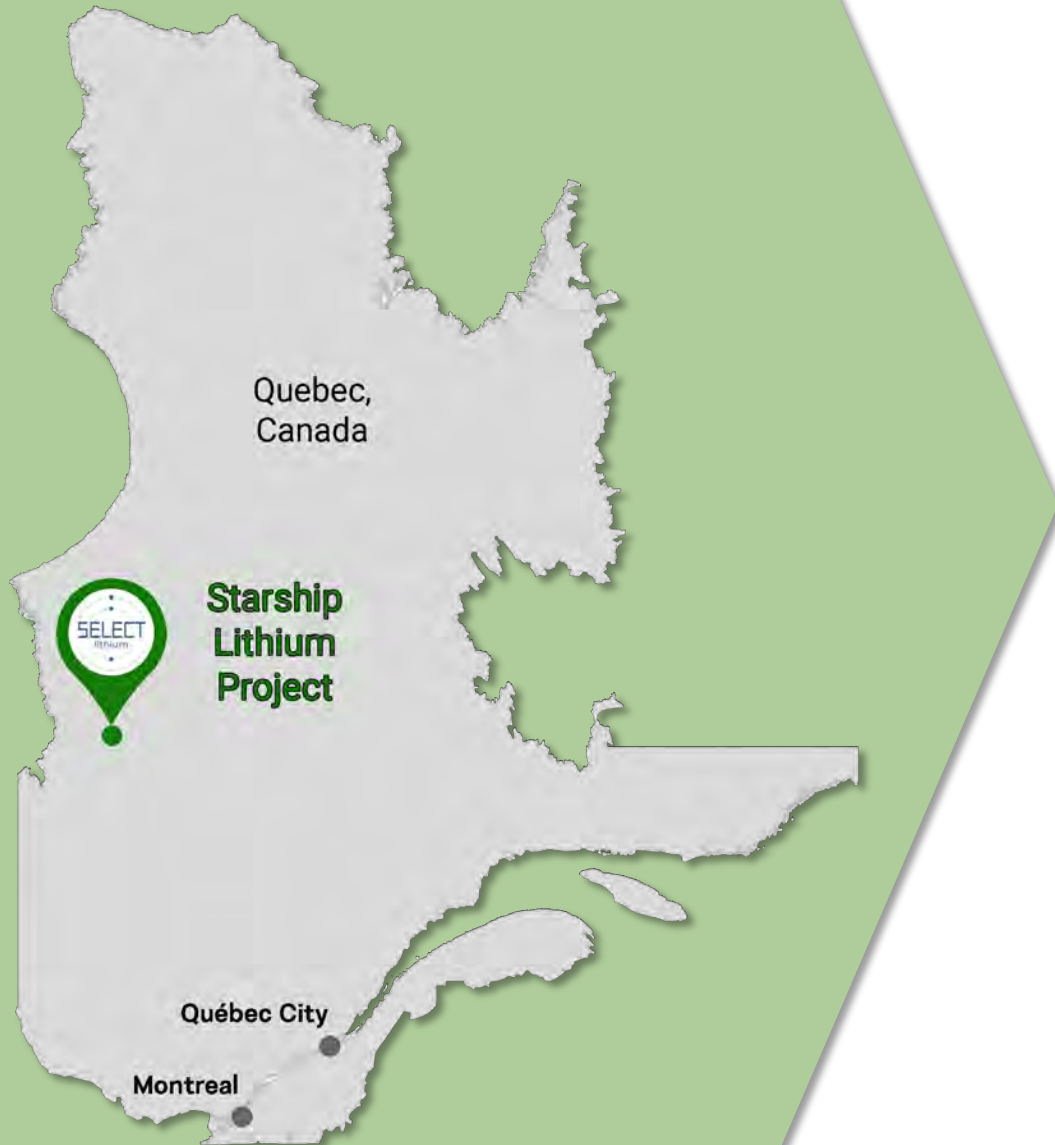 Quebec,
Canada
SELECT
lithium
Starship
Lithium
Project
Québec City
Montreal